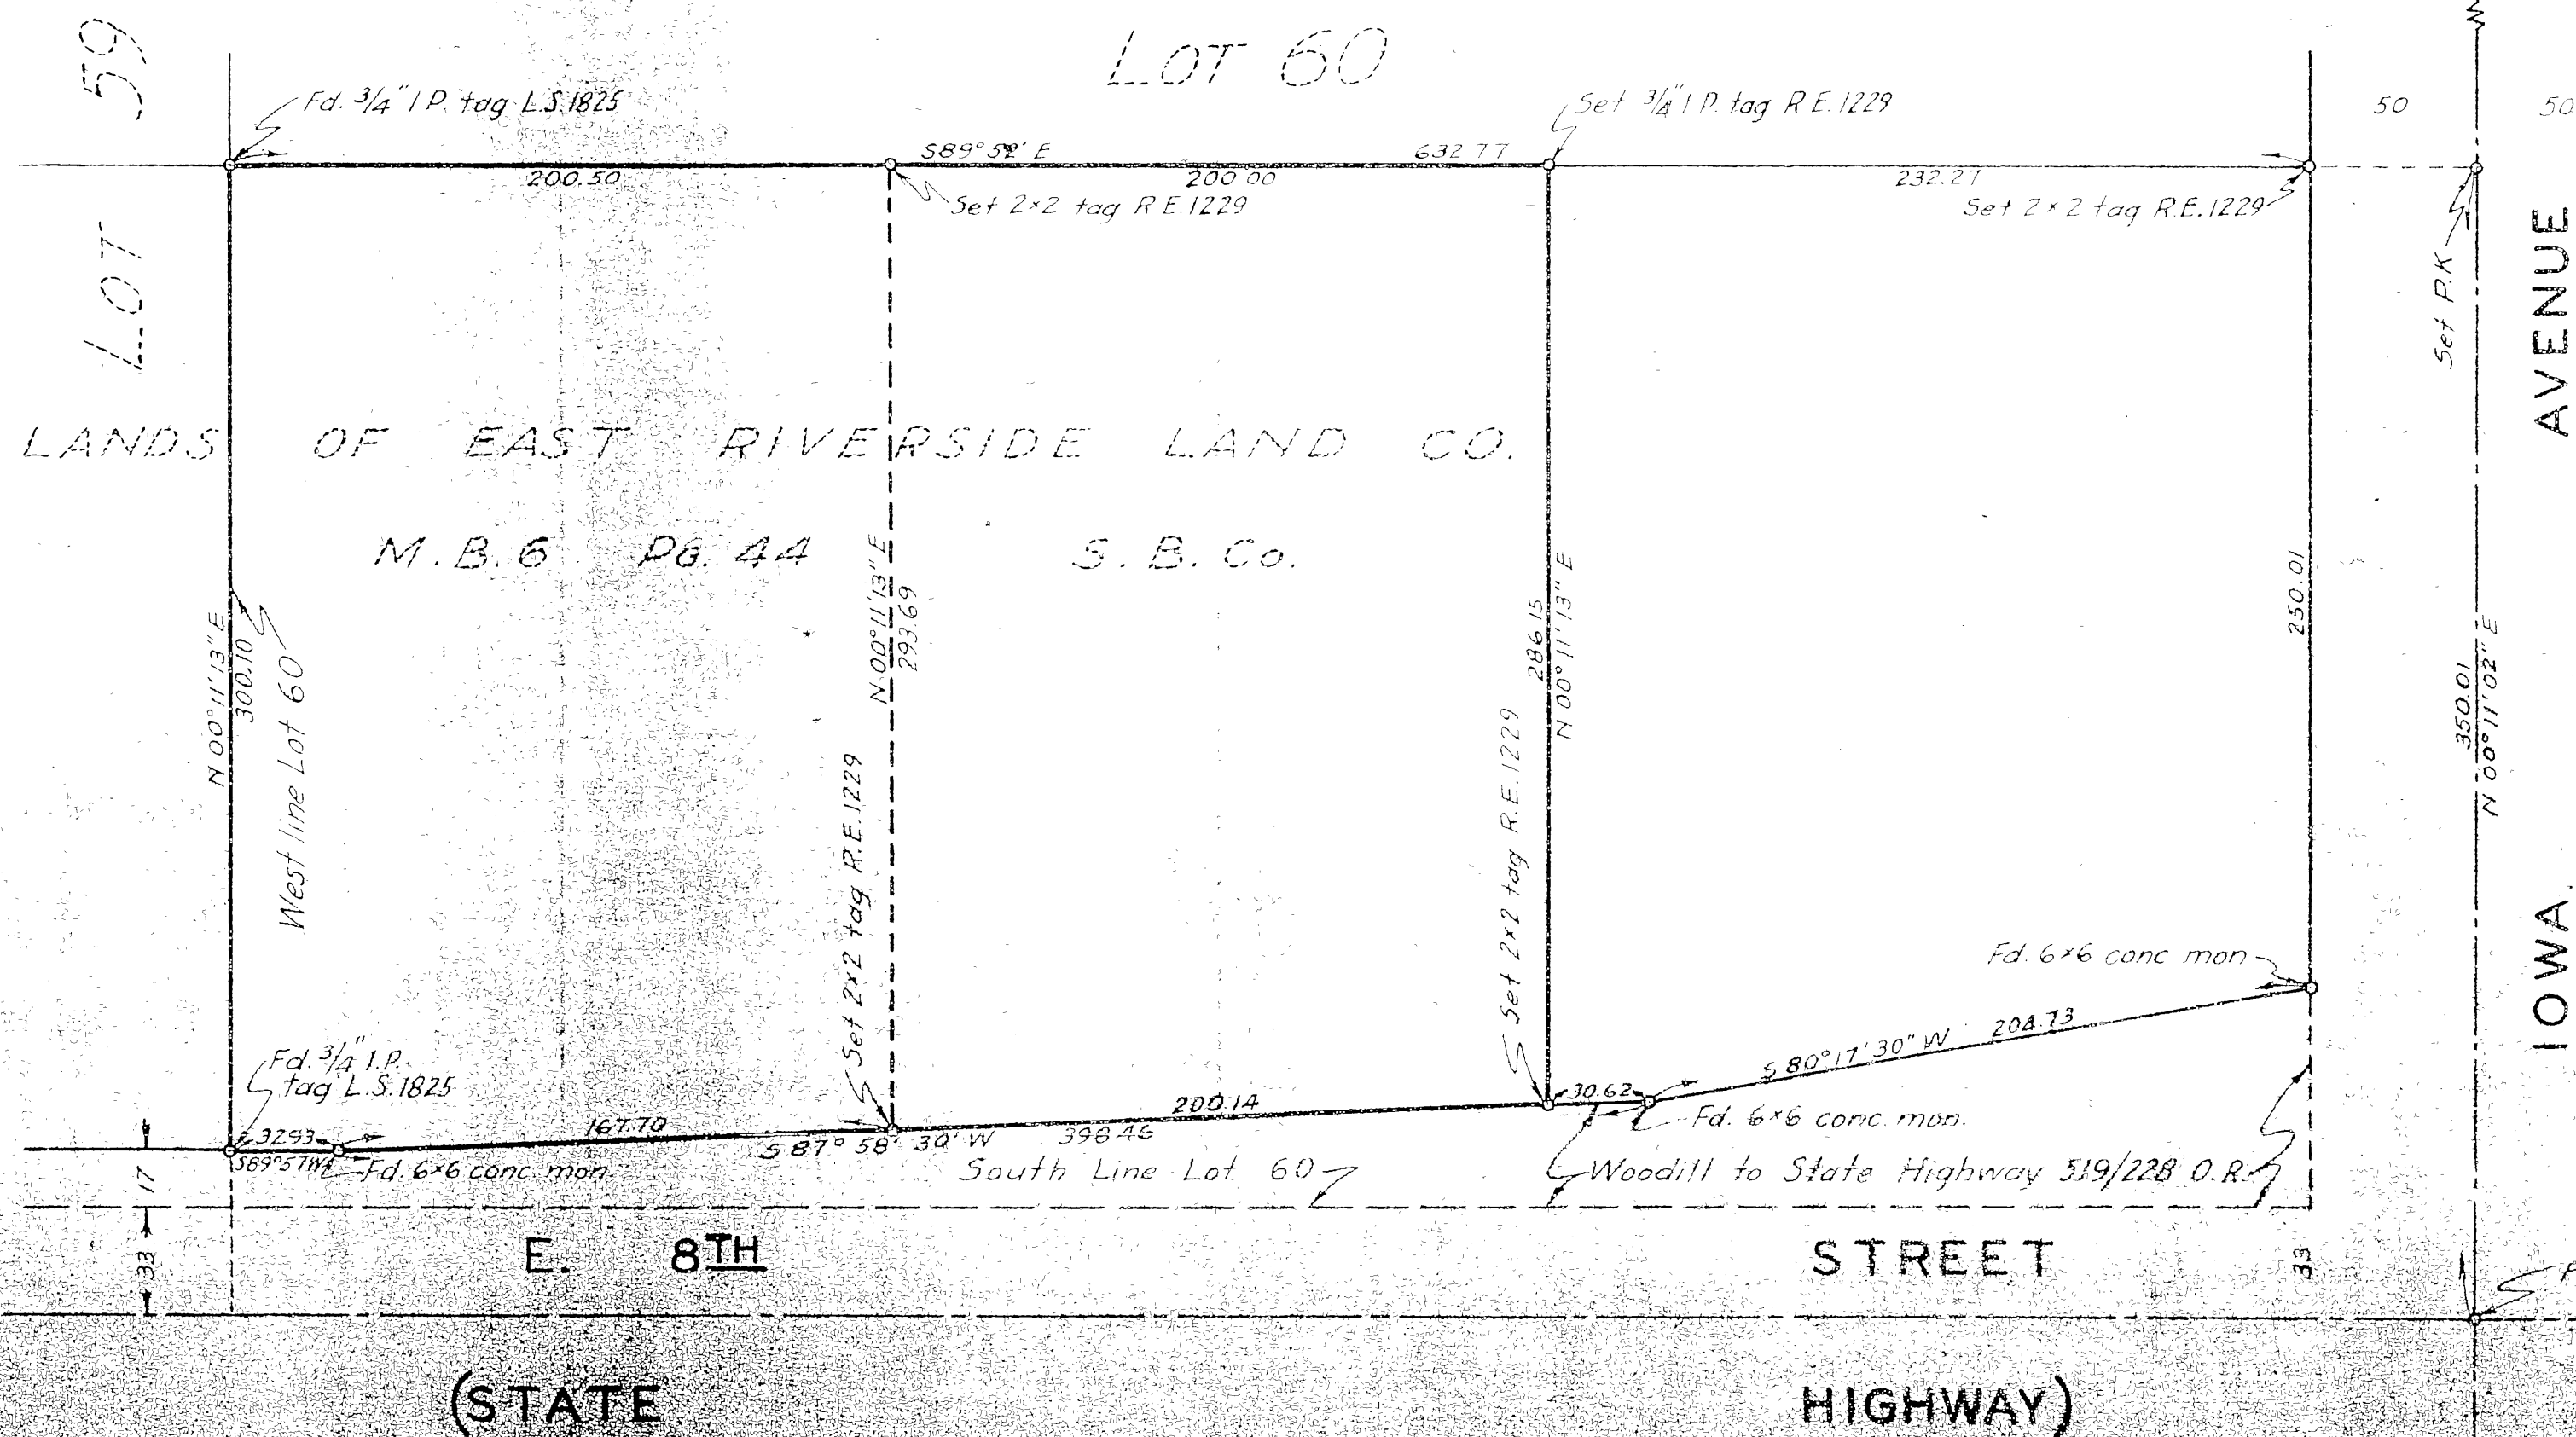 LOT 59
LOT 60
Fd. 3/4" I.P. tag L.S.1825
Set 3/4" I.P. tag R.E.1229
50
50
S89°52' E
632.77
200.50
200.00
232.27
Set 2×2 tag R.E.1229
Set 2×2 tag R.E.1229
Set P.K.
IOWA AVENUE
LANDS OF EAST RIVERSIDE LAND CO.
M.B.6 PG. 44 S. B. Co.
N 00°11'13" E
300.10
West line Lot 60
N 00°11'13" E
293.69
286.15
N 00°11'13" E
250.01
350.01
N 00°11'02" E
Set 2×2 tag R.E.1229
Set 2×2 tag R.E.1229
Fd. 6×6 conc mon
S 80°17'30" W 204.73
Fd. 3/4" I.P.
tag L.S.1825
32.93
S89°57'W
167.70
200.14
30.62
Fd. 6×6 conc. mon.
S 87° 58' 30" W 398.46
Fd. 6×6 conc. mon
South Line Lot 60
Woodill to State Highway 519/228 O.R.
17
33
33
E. 8TH STREET
(STATE HIGHWAY)